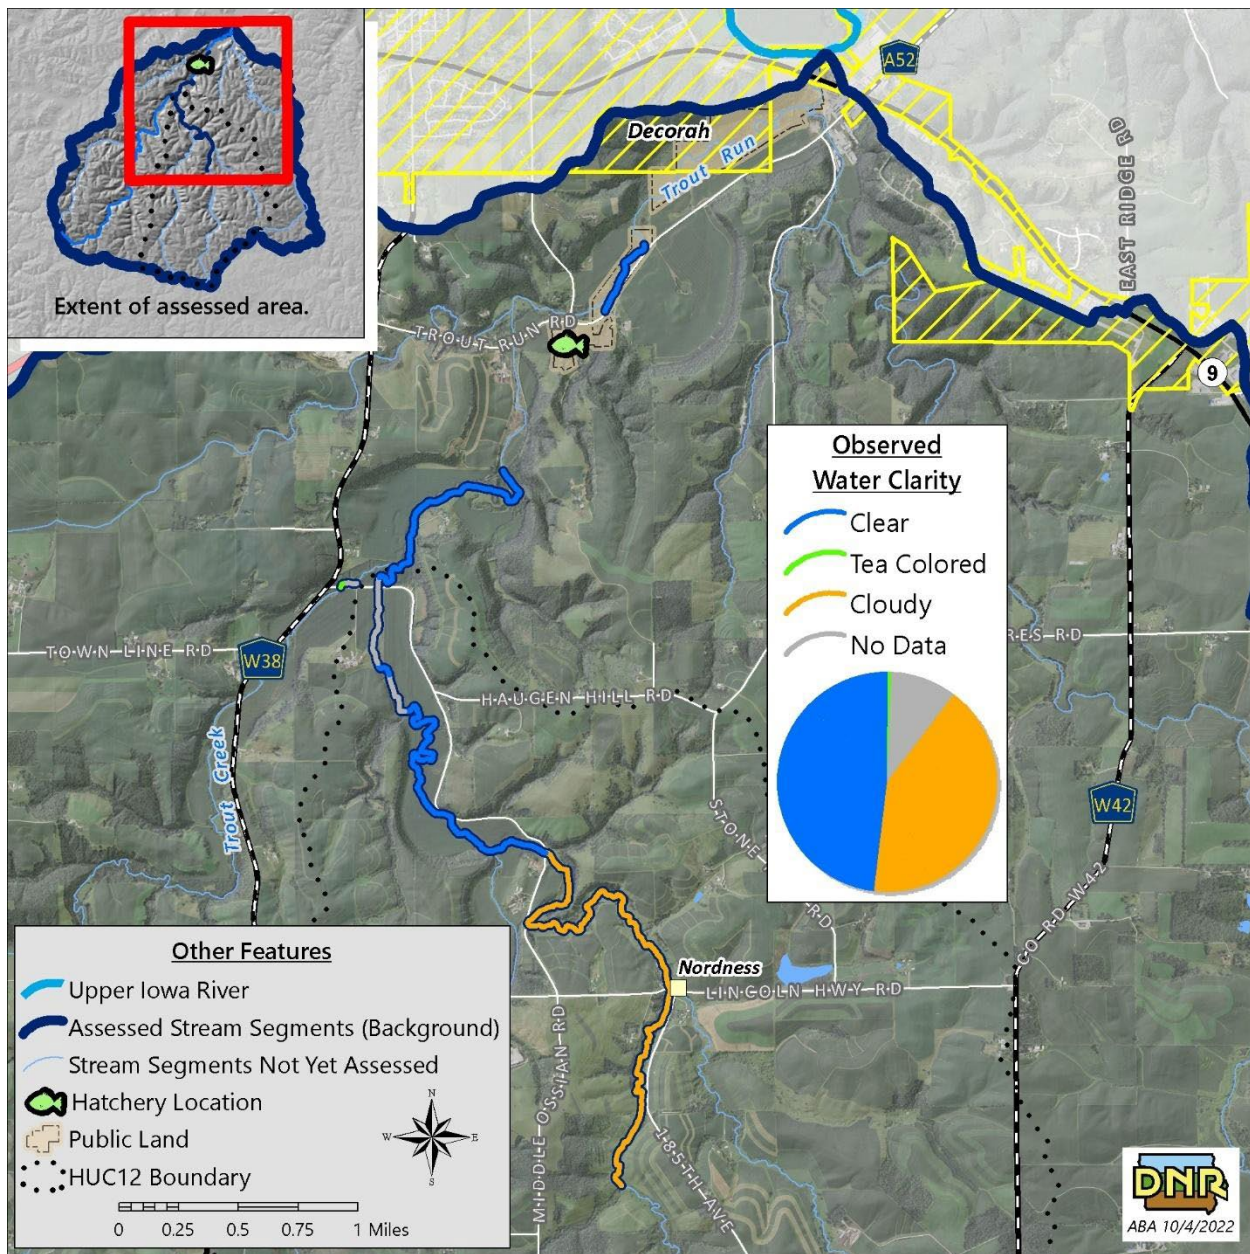 Extent of assessed area.
A52
Decorah
Trout Run
EAST RIDGE RD
TROUT RUN RD
9
Observed
Water Clarity
Clear
Tea Colored
Cloudy
No Data
TOWN LINE RD
W38
RES RD
HAUGEN HILL RD
Trout Creek
STONE
RD
W42
CO RD W-42
Nordness
LINCOLN HWY RD
MIDDLE OSSIAN RD
185TH AVE
Other Features
Upper Iowa River
Assessed Stream Segments (Background)
Stream Segments Not Yet Assessed
Hatchery Location
Public Land
HUC12 Boundary
N
W
E
S
0 0.25 0.5 0.75 1 Miles
DNR
ABA 10/4/2022